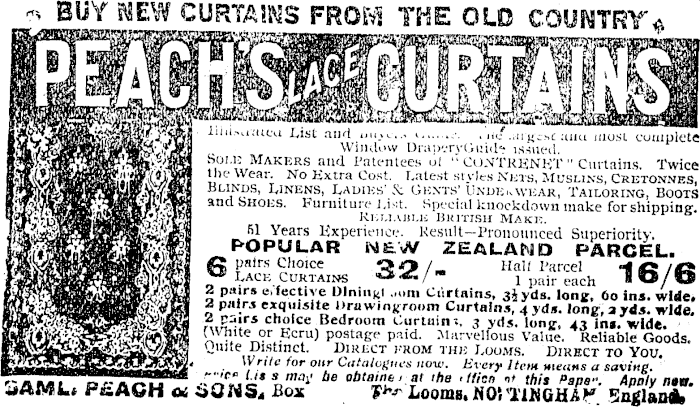 BUY NEW CURTAINS FROM THE OLD COUNTRY.
PEACH'S LACE CURTAINS
Illustrated List and Buyers The largest and most complete
Window Drapery Guide issued.
SOLE MAKERS and Patentees of "CONTRENET" Curtains. Twice
the Wear. No Extra Cost. Latest styles NETS, MUSLINS, CRETONNES,
BLINDS, LINENS, LADIES' & GENTS' UNDERWEAR, TAILORING, BOOTS
and SHOES. Furniture List. Special knockdown make for shipping.
RELIABLE BRITISH MAKE.
51 Years Experience. Result—Pronounced Superiority.
POPULAR NEW ZEALAND PARCEL.
6 pairs Choice LACE CURTAINS 32/- Half Parcel 1 pair each 16/6
2 pairs effective Diningroom Curtains, 3½ yds. long, 60 ins. wide.
2 pairs exquisite Drawingroom Curtains, 4 yds. long, 2 yds. wide.
2 pairs choice Bedroom Curtains, 3 yds. long, 43 ins. wide.
(White or Ecru) postage paid. Marvellous Value. Reliable Goods.
Quite Distinct. DIRECT FROM THE LOOMS. DIRECT TO YOU.
Write for our Catalogues now. Every Item means a saving.
Price Lists may be obtained at the office of this Paper. Apply now.
SAML. PEACH & SONS, Box The Looms, NOTTINGHAM, England.